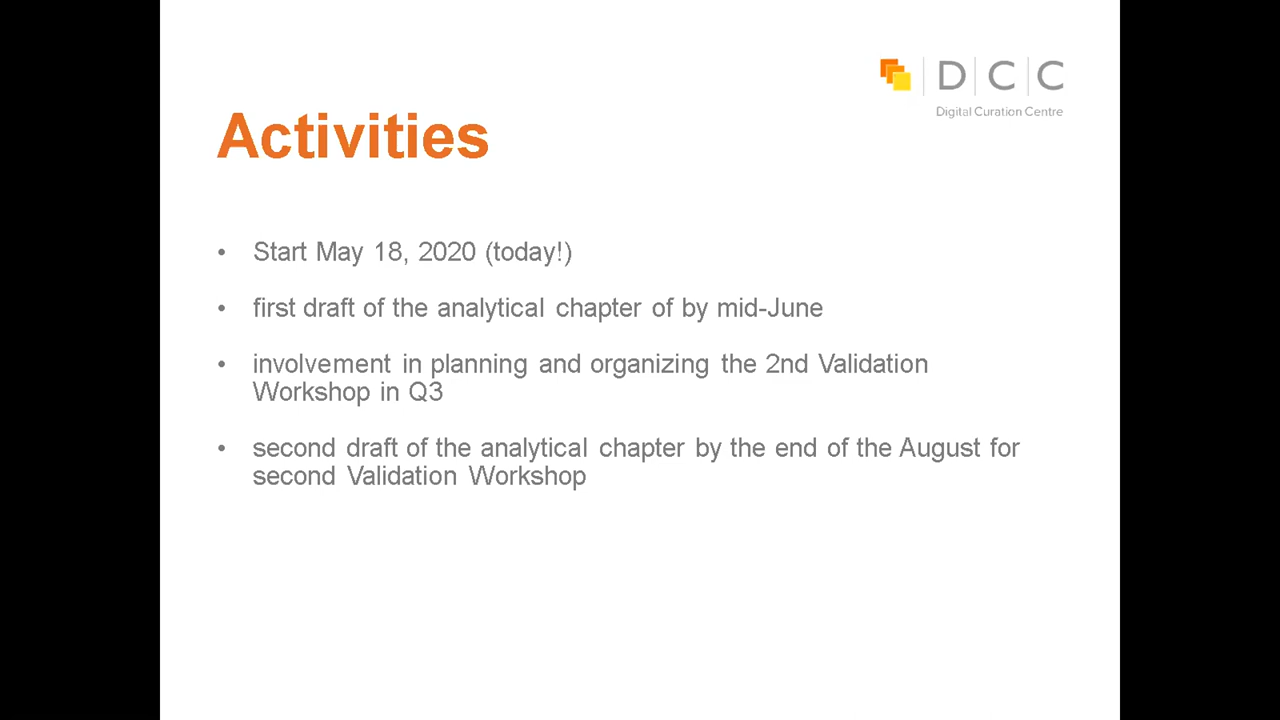 D C C
Digital Curation Centre
Activities
• Start May 18, 2020 (today!)
• first draft of the analytical chapter of by mid-June
• involvement in planning and organizing the 2nd Validation
Workshop in Q3
• second draft of the analytical chapter by the end of the August for
second Validation Workshop